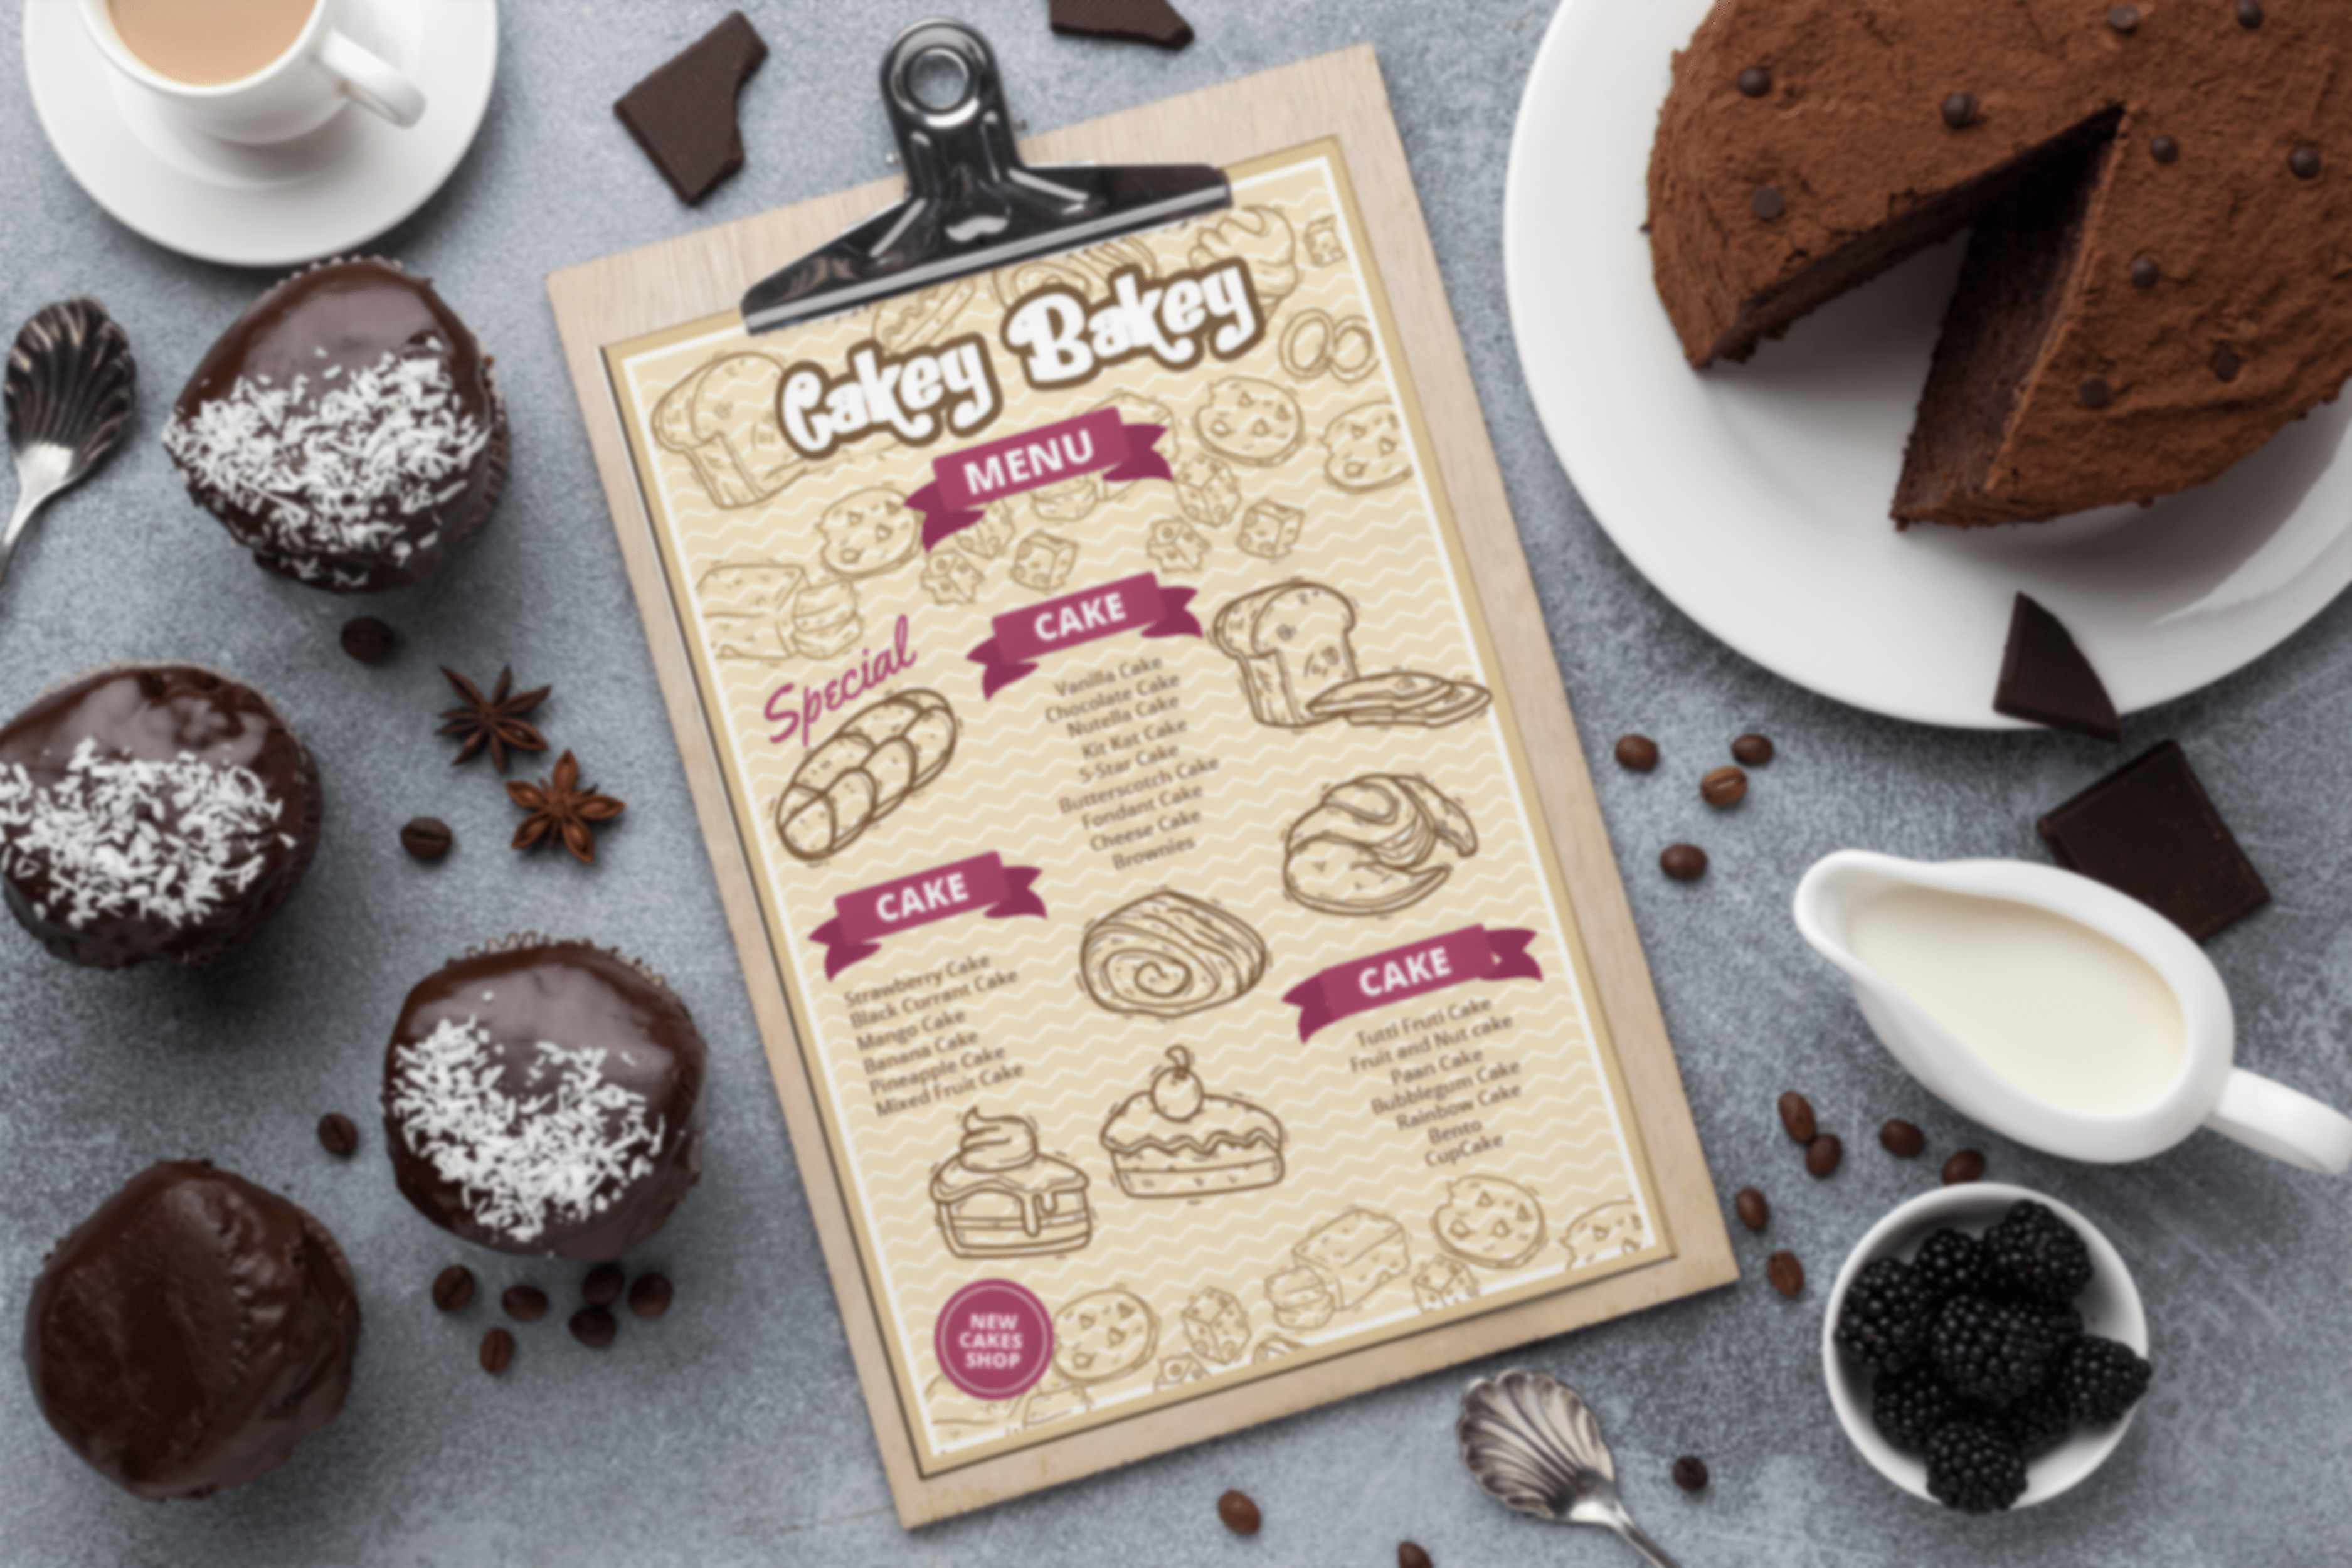 Cakey Bakey
MENU
Special
CAKE
Vanilla Cake
Chocolate Cake
Nutella Cake
Kit Kat Cake
5-Star Cake
Butterscotch Cake
Fondant Cake
Cheese Cake
Brownies
CAKE
Strawberry Cake
Black Currant Cake
Mango Cake
Banana Cake
Pineapple Cake
Mixed Fruit Cake
CAKE
Tutti Fruti Cake
Fruit and Nut cake
Paan Cake
Bubblegum Cake
Rainbow Cake
Bento
CupCake
NEW
CAKES
SHOP